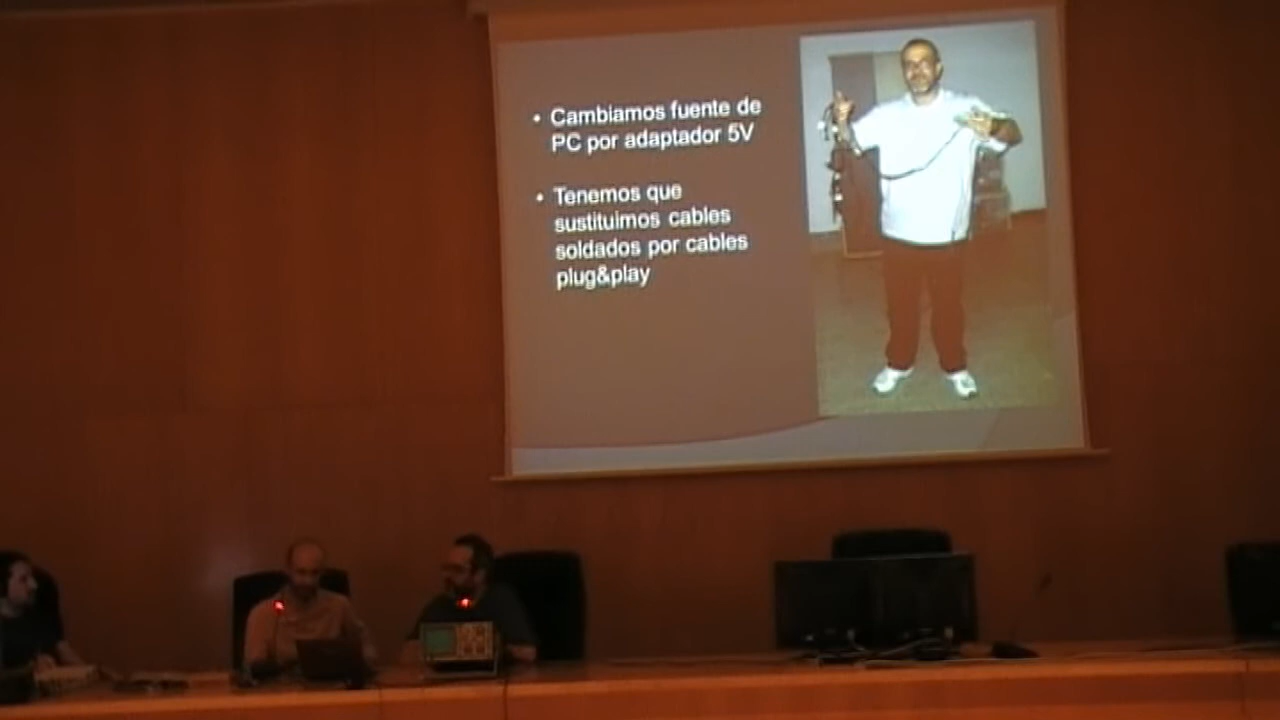 • Cambiamos fuente de
PC por adaptador 5V
• Tenemos que
sustituimos cables
soldados por cables
plug&play